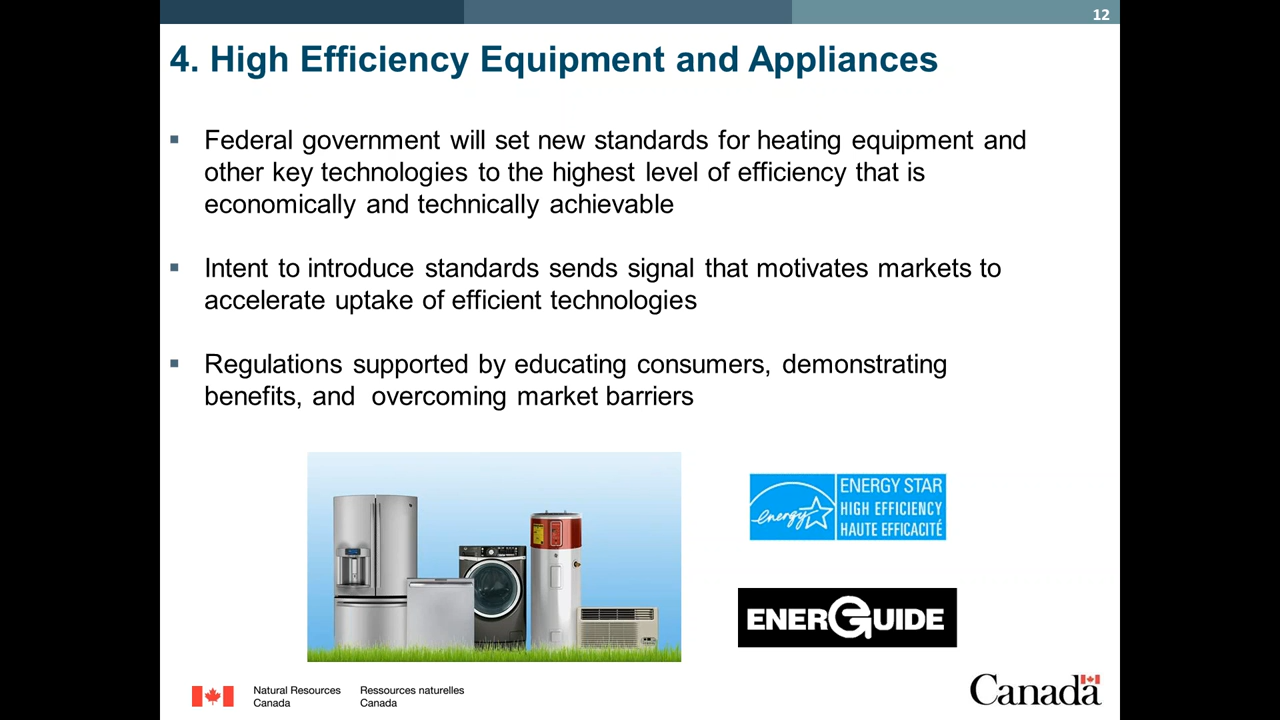 12
4. High Efficiency Equipment and Appliances
Federal government will set new standards for heating equipment and
other key technologies to the highest level of efficiency that is
economically and technically achievable
Intent to introduce standards sends signal that motivates markets to
accelerate uptake of efficient technologies
Regulations supported by educating consumers, demonstrating
benefits, and overcoming market barriers
energy
ENERGY STAR
HIGH EFFICIENCY
HAUTE EFFICACITÉ
ENERGUIDE
Natural Resources
Canada
Ressources naturelles
Canada
Canada